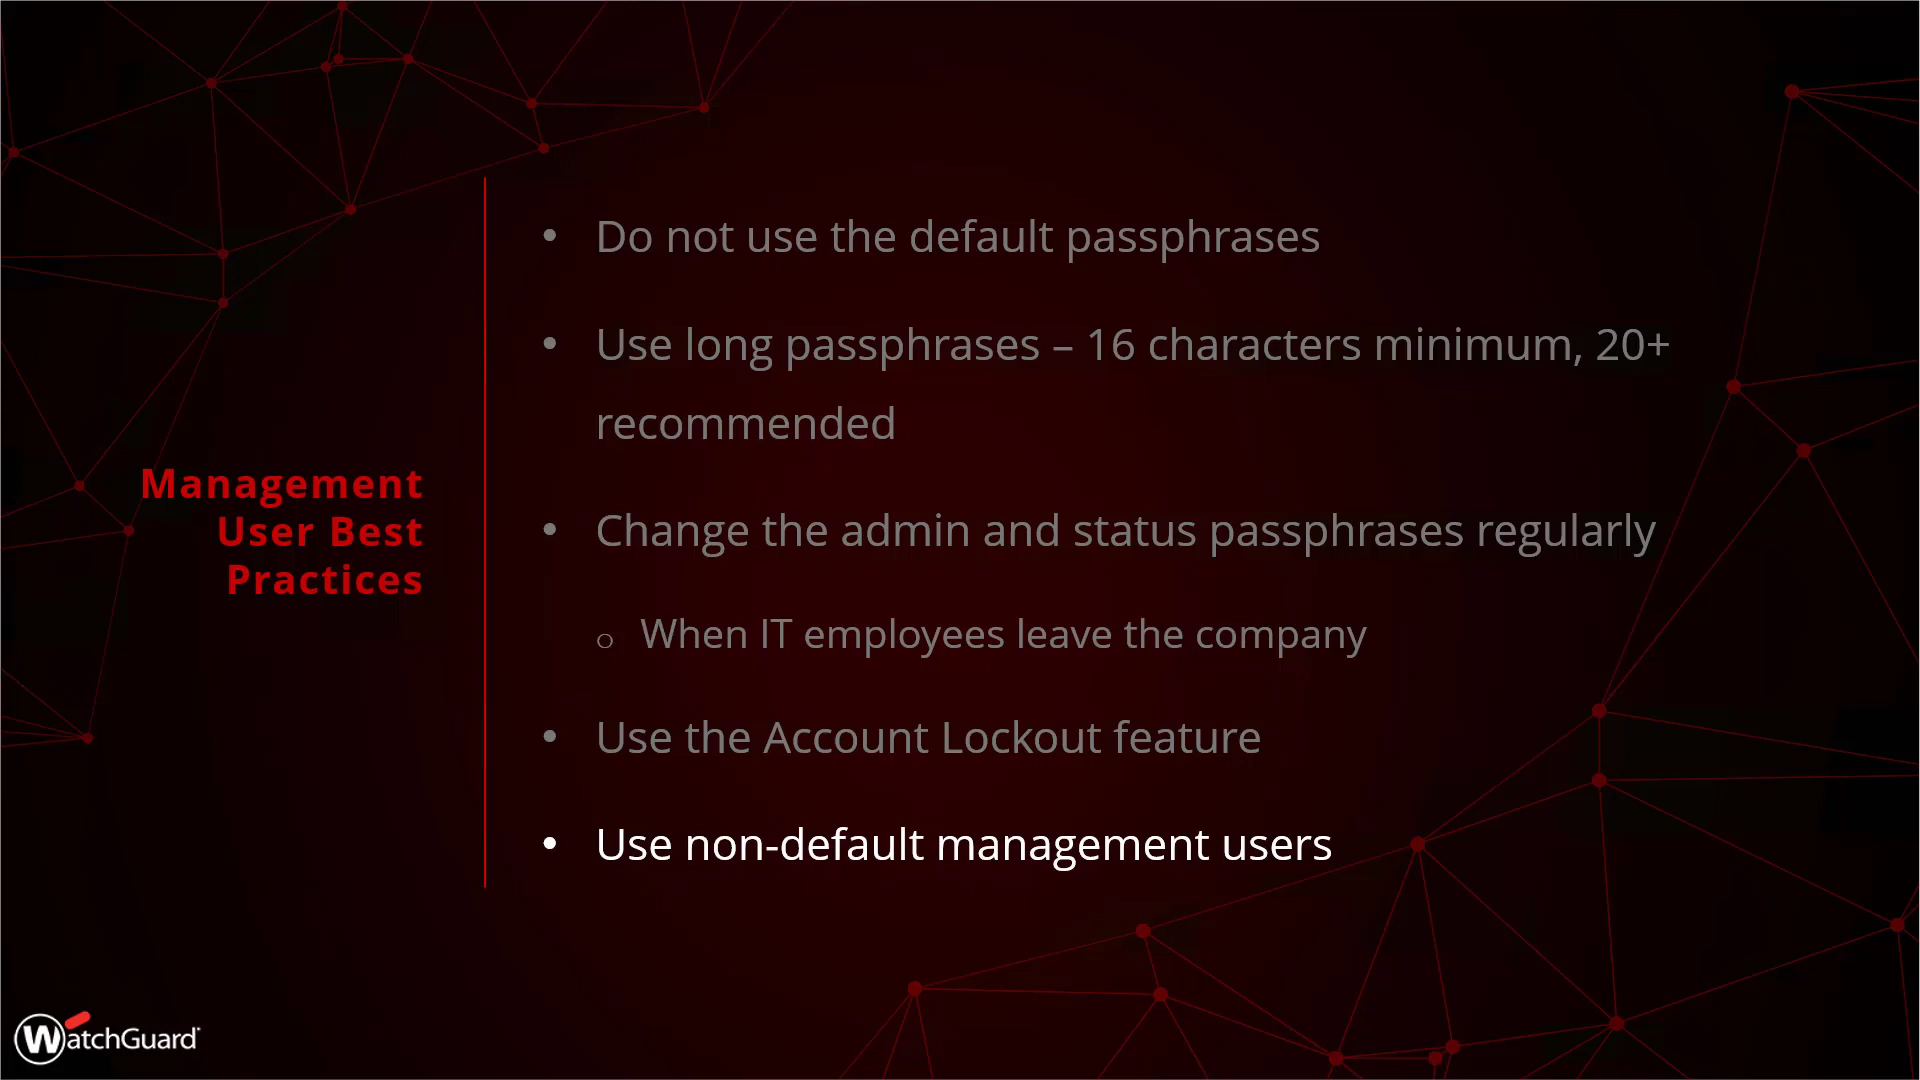 Management
User Best
Practices
• Do not use the default passphrases
• Use long passphrases – 16 characters minimum, 20+
recommended
• Change the admin and status passphrases regularly
o When IT employees leave the company
• Use the Account Lockout feature
• Use non-default management users
WatchGuard